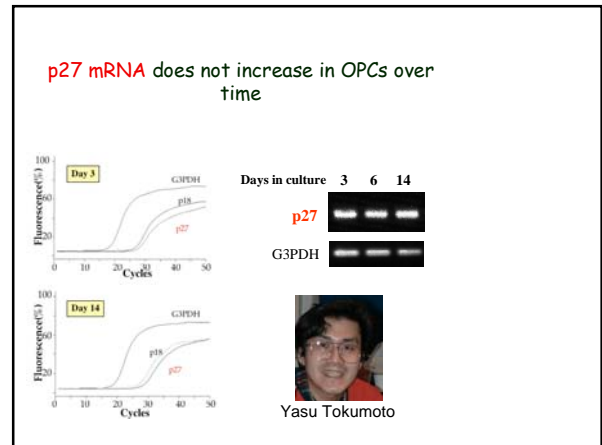 p27 mRNA does not increase in OPCs over
time
100
60
20
Fluorescence(%)
Day 3
G3PDH
p18
p27
0 10 20 30 40 50
Cycles
100
60
20
Fluorescence(%)
Day 14
G3PDH
p18
p27
0 10 20 30 40 50
Cycles
Days in culture 3 6 14
p27
G3PDH
Yasu Tokumoto